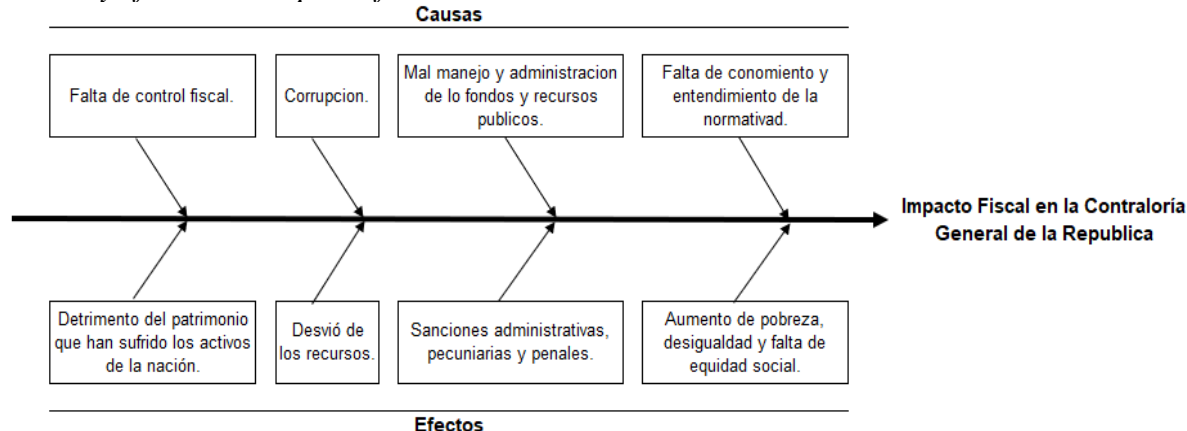 Causas
Falta de control fiscal.
Corrupcion.
Mal manejo y administracion
de lo fondos y recursos
publicos.
Falta de conomiento y
entendimiento de la
normativad.
Impacto Fiscal en la Contraloría
General de la Republica
Detrimento del patrimonio
que han sufrido los activos
de la nación.
Desvió de
los recursos.
Sanciones administrativas,
pecuniarias y penales.
Aumento de pobreza,
desigualdad y falta de
equidad social.
Efectos